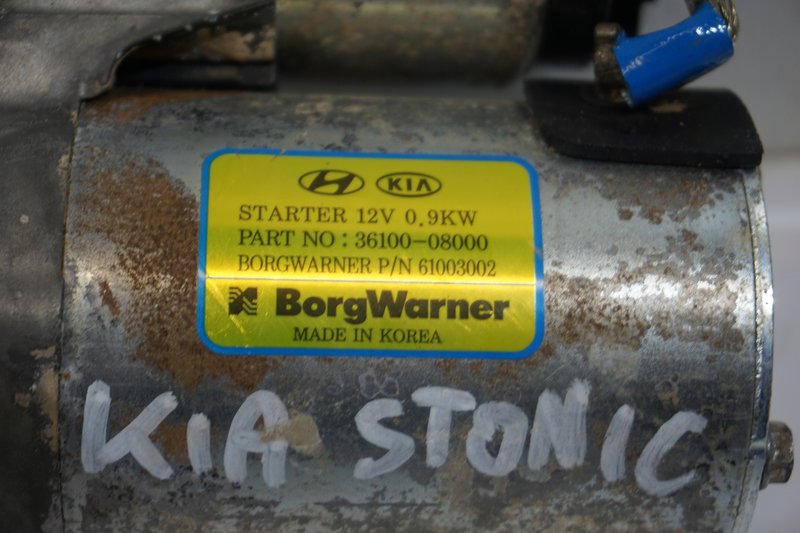 KIA
STARTER 12V 0.9KW
PART NO : 36100-08000
BORGWARNER P/N 61003002
BorgWarner
MADE IN KOREA
KIA STONIC